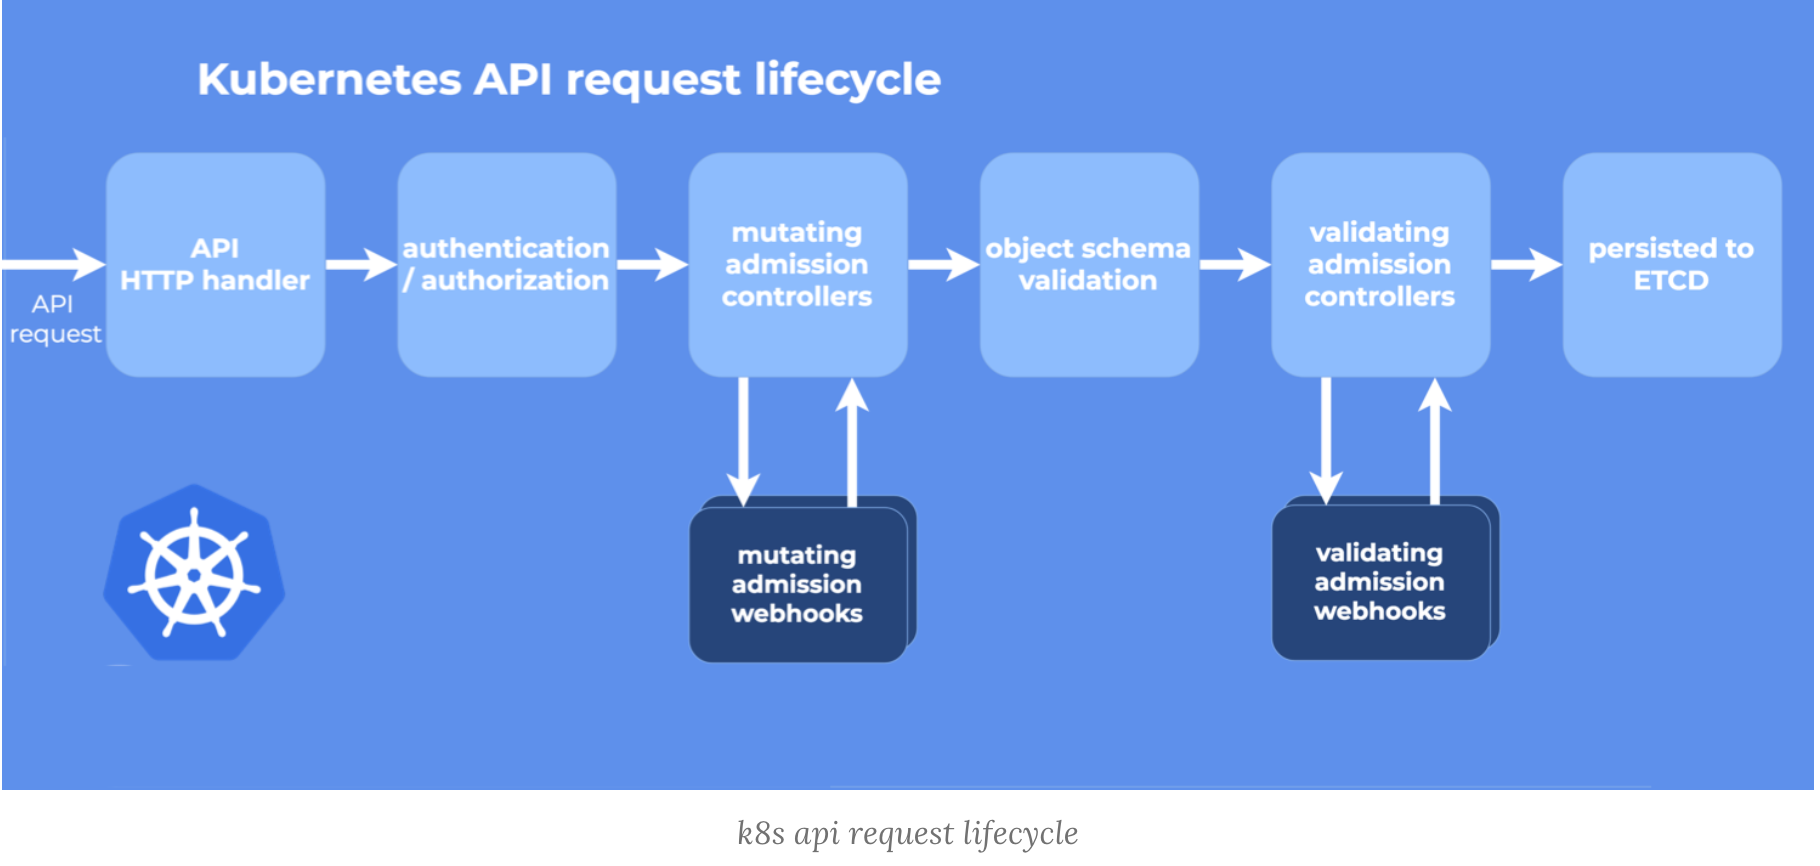 Kubernetes API request lifecycle
API
request
API
HTTP handler
authentication
/ authorization
mutating
admission
controllers
object schema
validation
validating
admission
controllers
persisted to
ETCD
mutating
admission
webhooks
validating
admission
webhooks
k8s api request lifecycle